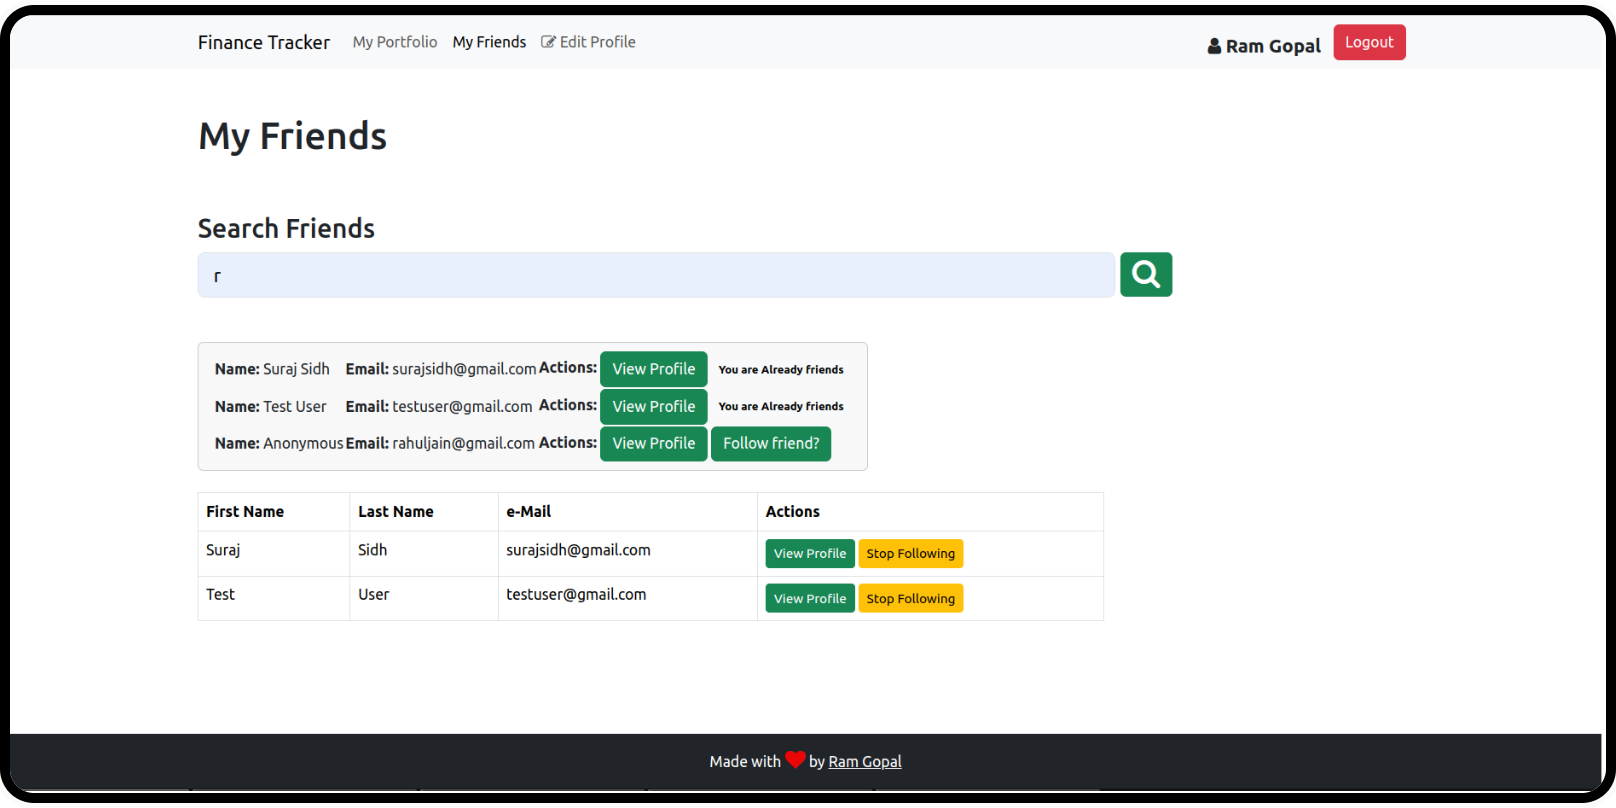 Finance Tracker My Portfolio My Friends Edit Profile Ram Gopal Logout
My Friends
Search Friends
r
Name: Suraj Sidh Email: surajsidh@gmail.com Actions: View Profile You are Already friends
Name: Test User Email: testuser@gmail.com Actions: View Profile You are Already friends
Name: Anonymous Email: rahuljain@gmail.com Actions: View Profile Follow friend?
First Name Last Name e-Mail Actions
Suraj Sidh surajsidh@gmail.com View Profile Stop Following
Test User testuser@gmail.com View Profile Stop Following
Made with by Ram Gopal